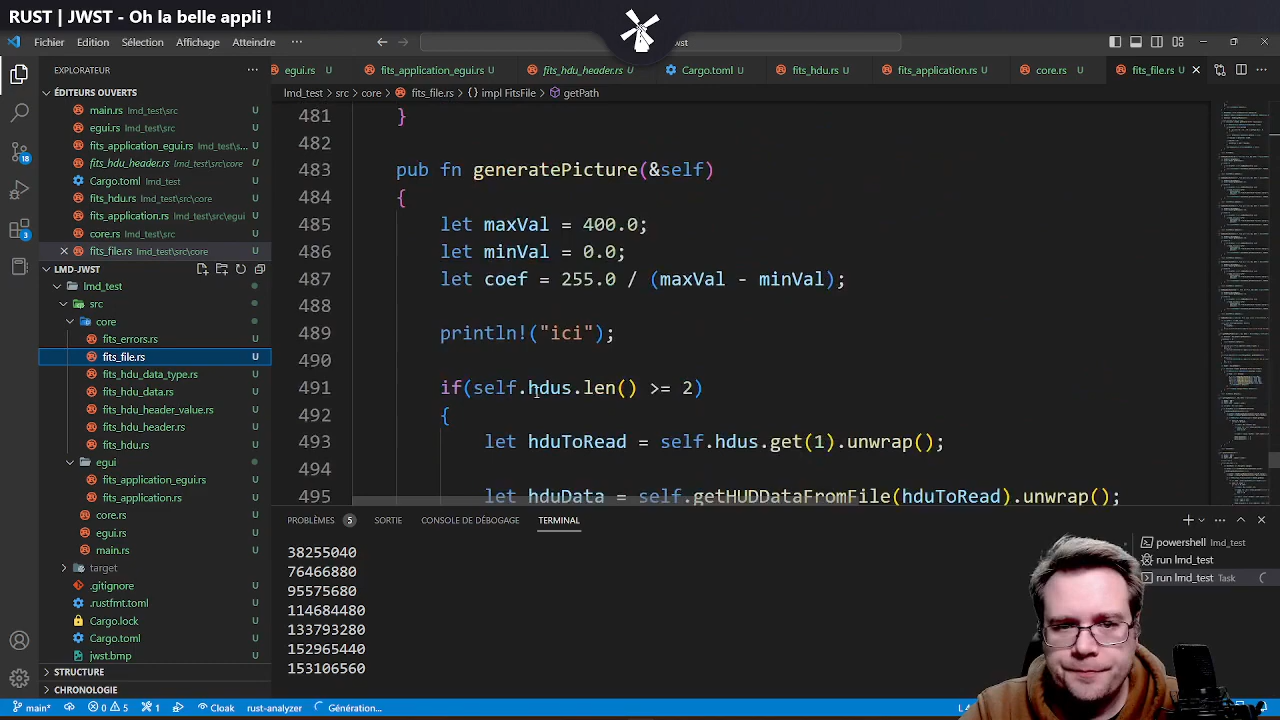 RUST | JWST - Oh la belle appli !
Fichier Edition Sélection Affichage Atteindre ···
EXPLORATEUR ···
ÉDITEURS OUVERTS
main.rs lmd_test\src U
egui.rs lmd_test\src U
fits_application_egui.rs lmd_test\s... U
fits_hdu_header.rs lmd_test\src\core U
Cargo.toml lmd_test U
fits_hdu.rs lmd_test\src\core U
fits_application.rs lmd_test\src\egui U
core.rs lmd_test\src U
fits_file.rs lmd_test\src\core U
LMD-JWST
lmd_test
src
core
fits_errors.rs U
fits_file.rs U
fits_hdu_data_type.rs U
fits_hdu_data.rs U
fits_hdu_header_value.rs U
fits_hdu_header.rs U
fits_hdu.rs U
egui
fits_application_egui.rs U
fits_application.rs U
core.rs U
egui.rs U
main.rs U
target
.gitignore U
.rustfmt.toml U
Cargo.lock U
Cargo.toml U
jwst.bmp U
STRUCTURE
CHRONOLOGIE
18
3
egui.rs U fits_application_egui.rs U fits_hdu_header.rs U Cargo.toml U fits_hdu.rs U fits_application.rs U core.rs U fits_file.rs U
lmd_test > src > core > fits_file.rs > {} impl FitsFile > getPath
481 }
482
483 pub fn generatePicture(&self)
484 {
485 let maxVal = 400.0;
486 minVal = 0.0;
487 255.0 (maxVal - minVal);
488
489
490
491 if(self.hdus.len() >= 2)
492 {
493 let hduToRead = self.hdus.get(1).unwrap();
494
495 let hduData = self.getHUDDataFromFile(hduToRead).unwrap();
PROBLÈMES 5 SORTIE CONSOLE DE DÉBOGAGE TERMINAL
38255040
76466880
95575680
114684480
133793280
152965440
153106560
powershell lmd_test
run lmd_test
run lmd_test Task
main* 0 5 1 Cloak rust-analyzer Génération...